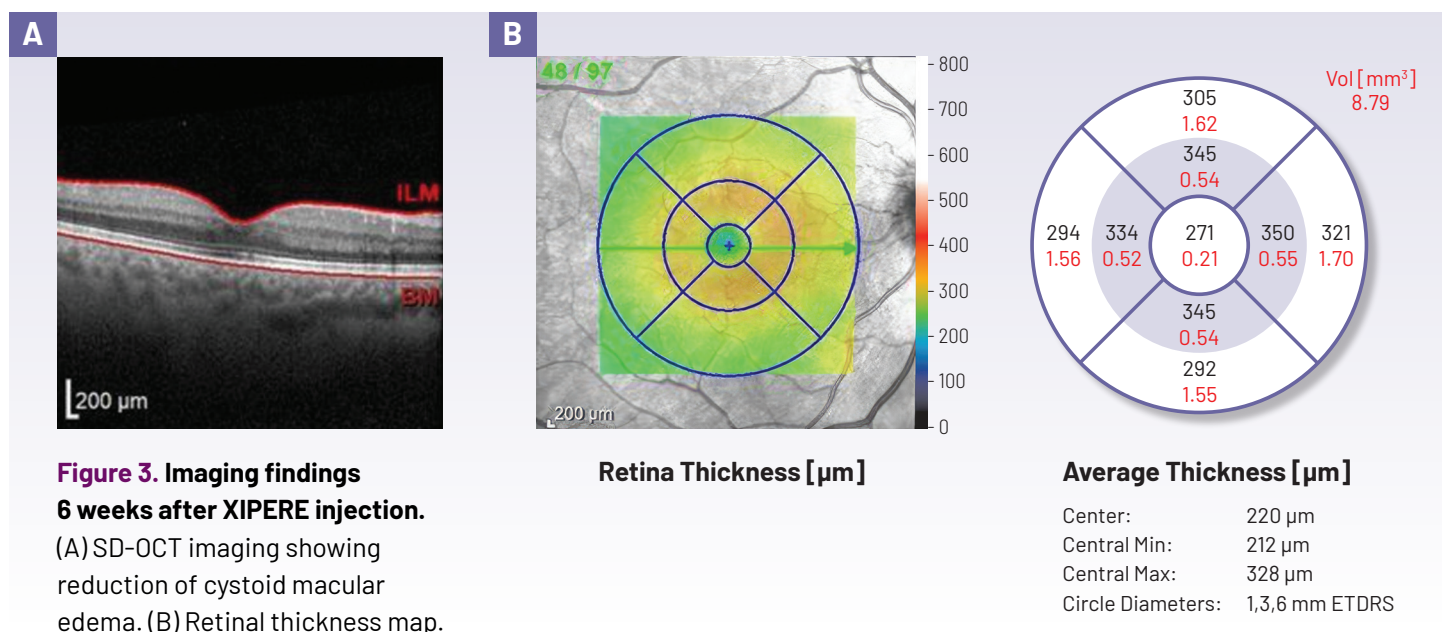 A
ILM
BM
200 µm
Figure 3. Imaging findings
6 weeks after XIPERE injection.
(A) SD-OCT imaging showing
reduction of cystoid macular
edema. (B) Retinal thickness map.
B
48 / 97
200 µm
800
700
600
500
400
300
200
100
0
Retina Thickness [µm]
Vol [mm³]
8.79
305
1.62
345
0.54
294
1.56
334
0.52
271
0.21
350
0.55
321
1.70
345
0.54
292
1.55
Average Thickness [µm]
Center: 220 µm
Central Min: 212 µm
Central Max: 328 µm
Circle Diameters: 1,3,6 mm ETDRS